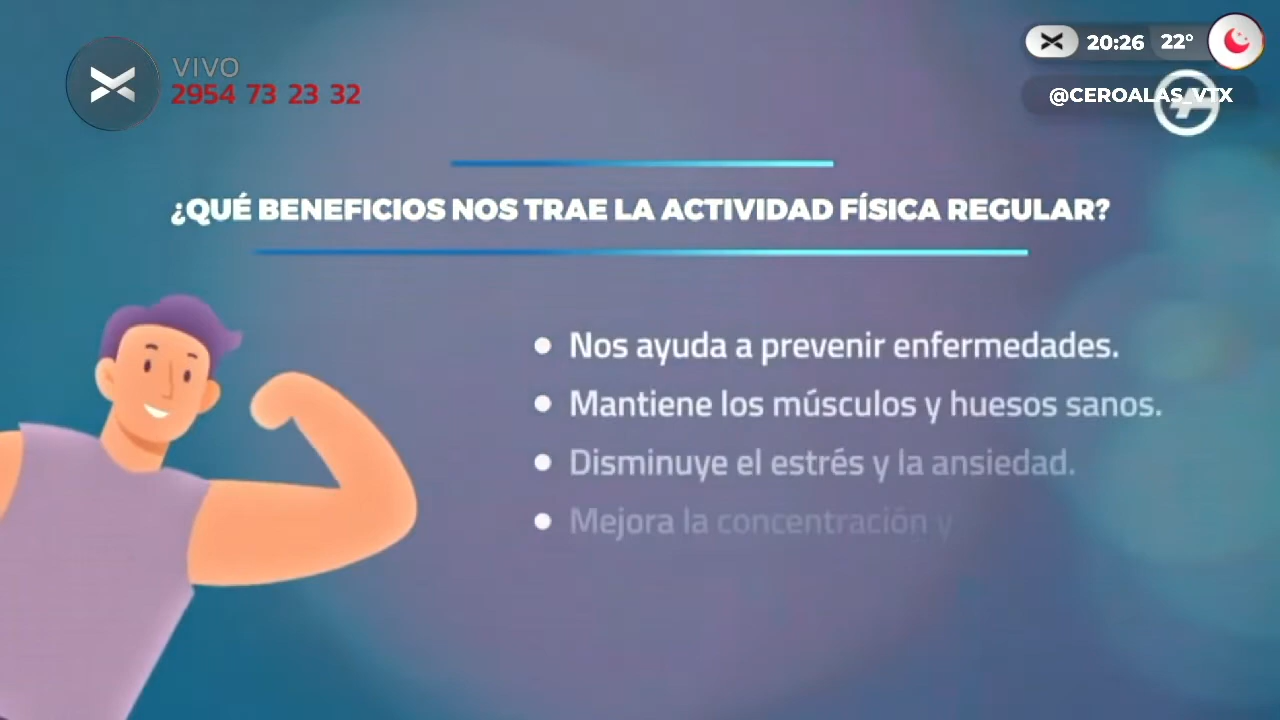 VIVO
2954 73 23 32
20:26 22°
@CEROALAS_VTX
¿QUÉ BENEFICIOS NOS TRAE LA ACTIVIDAD FÍSICA REGULAR?
Nos ayuda a prevenir enfermedades.
Mantiene los músculos y huesos sanos.
Disminuye el estrés y la ansiedad.
Mejora la concentración y